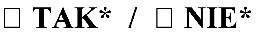 □ TAK* / □ NIE*